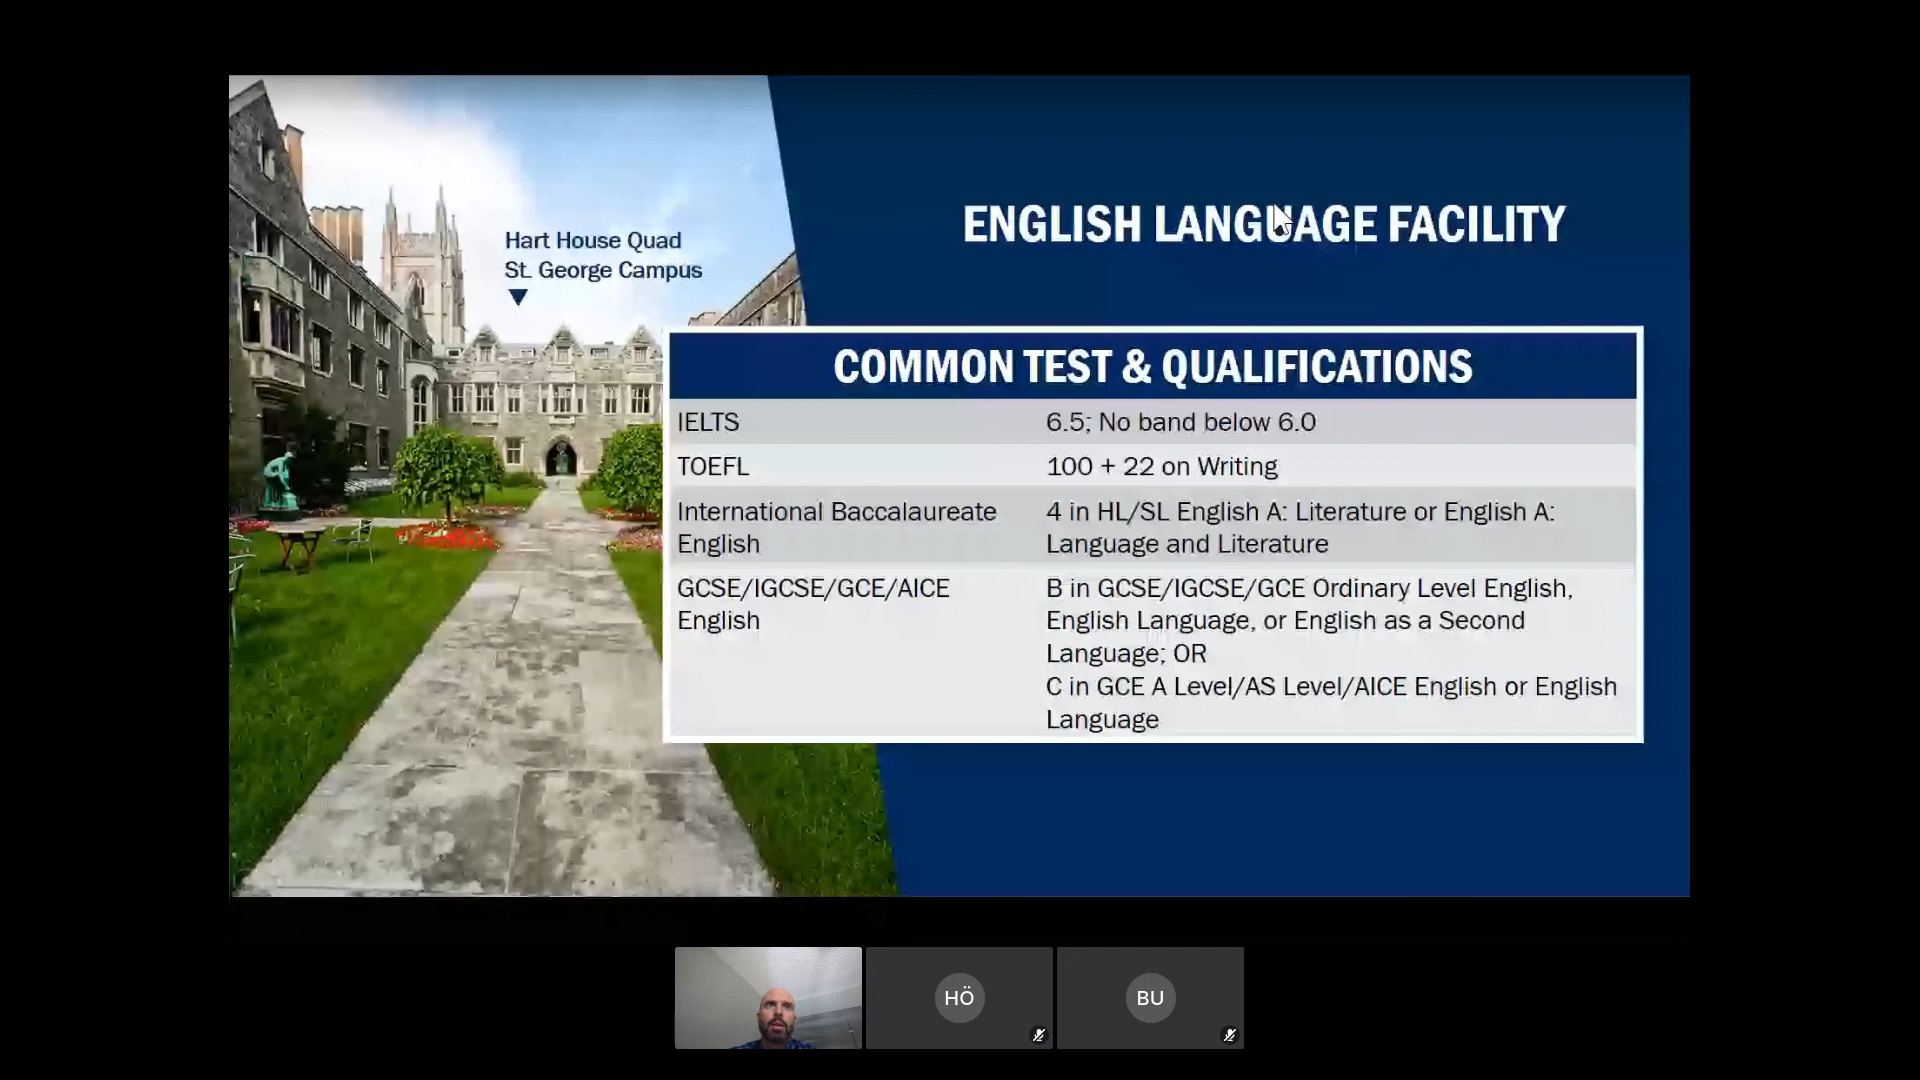 Hart House Quad
St. George Campus
ENGLISH LANGUAGE FACILITY
COMMON TEST & QUALIFICATIONS
IELTS
6.5; No band below 6.0
TOEFL
100 + 22 on Writing
International Baccalaureate
English
4 in HL/SL English A: Literature or English A:
Language and Literature
GCSE/IGCSE/GCE/AICE
English
B in GCSE/IGCSE/GCE Ordinary Level English,
English Language, or English as a Second
Language; OR
C in GCE A Level/AS Level/AICE English or English
Language
HÖ
BU